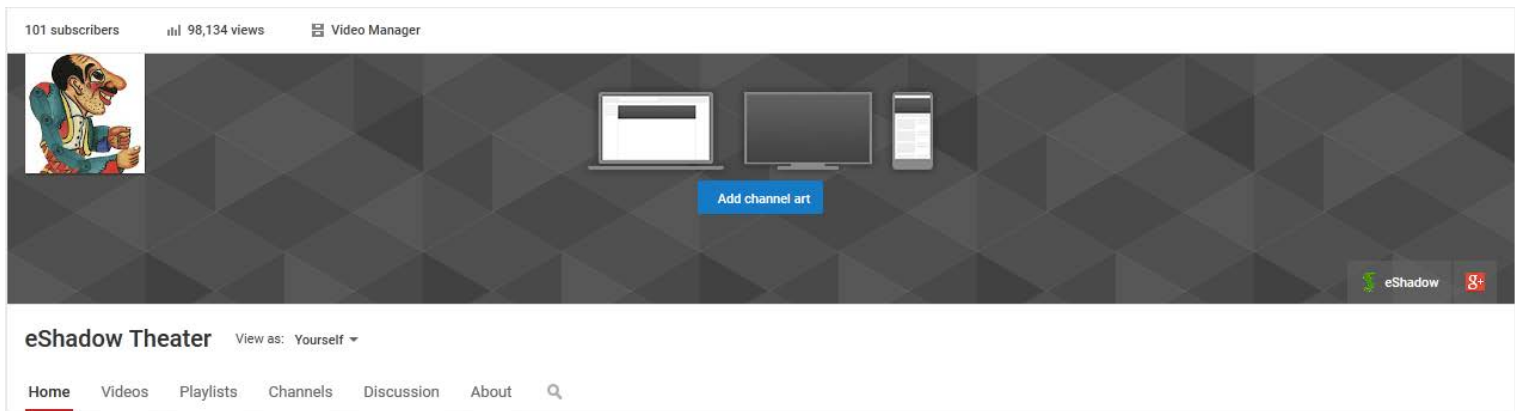 101 subscribers 98,134 views Video Manager
Add channel art
eShadow g+
eShadow Theater View as: Yourself
Home Videos Playlists Channels Discussion About